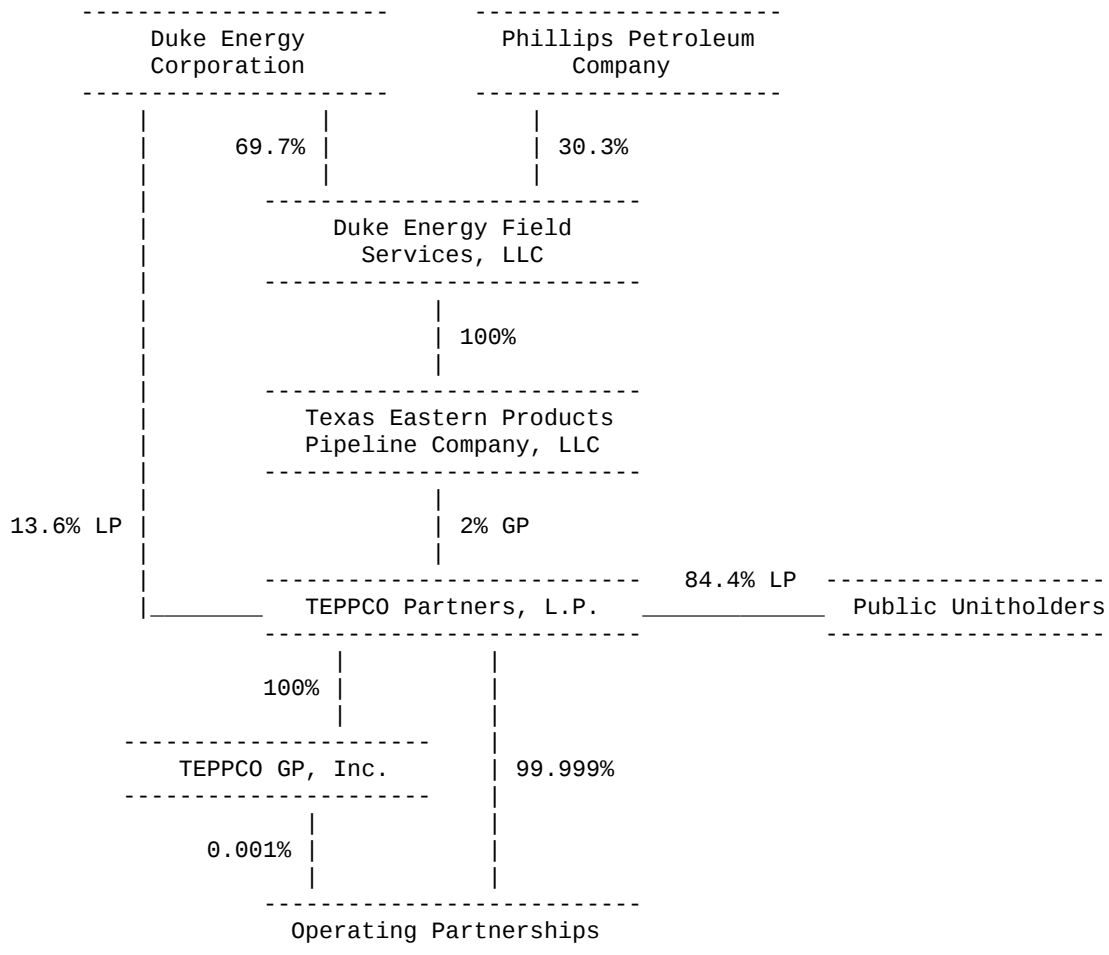 Duke Energy Phillips Petroleum
Corporation Company
69.7% 30.3%
Duke Energy Field
Services, LLC
100%
Texas Eastern Products
Pipeline Company, LLC
13.6% LP 2% GP
84.4% LP
TEPPCO Partners, L.P. Public Unitholders
100%
TEPPCO GP, Inc. 99.999%
0.001%
Operating Partnerships